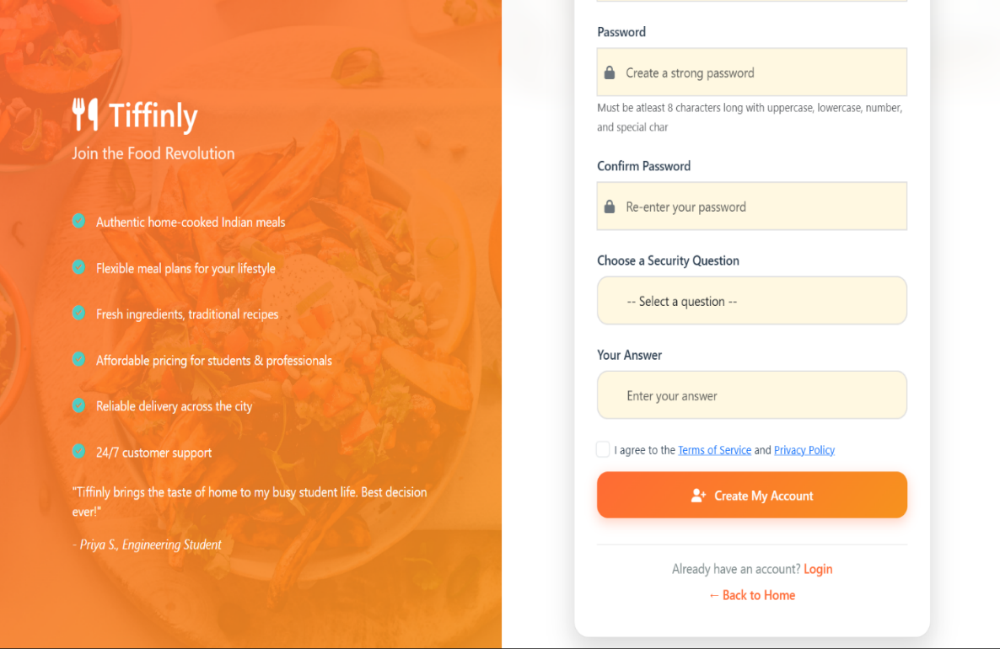 Tiffinly
Join the Food Revolution
Authentic home-cooked Indian meals
Flexible meal plans for your lifestyle
Fresh ingredients, traditional recipes
Affordable pricing for students & professionals
Reliable delivery across the city
24/7 customer support
"Tiffinly brings the taste of home to my busy student life. Best decision
ever!"
- Priya S., Engineering Student
Password
Create a strong password
Must be atleast 8 characters long with uppercase, lowercase, number,
and special char
Confirm Password
Re-enter your password
Choose a Security Question
-- Select a question --
Your Answer
Enter your answer
I agree to the Terms of Service and Privacy Policy
Create My Account
Already have an account? Login
← Back to Home